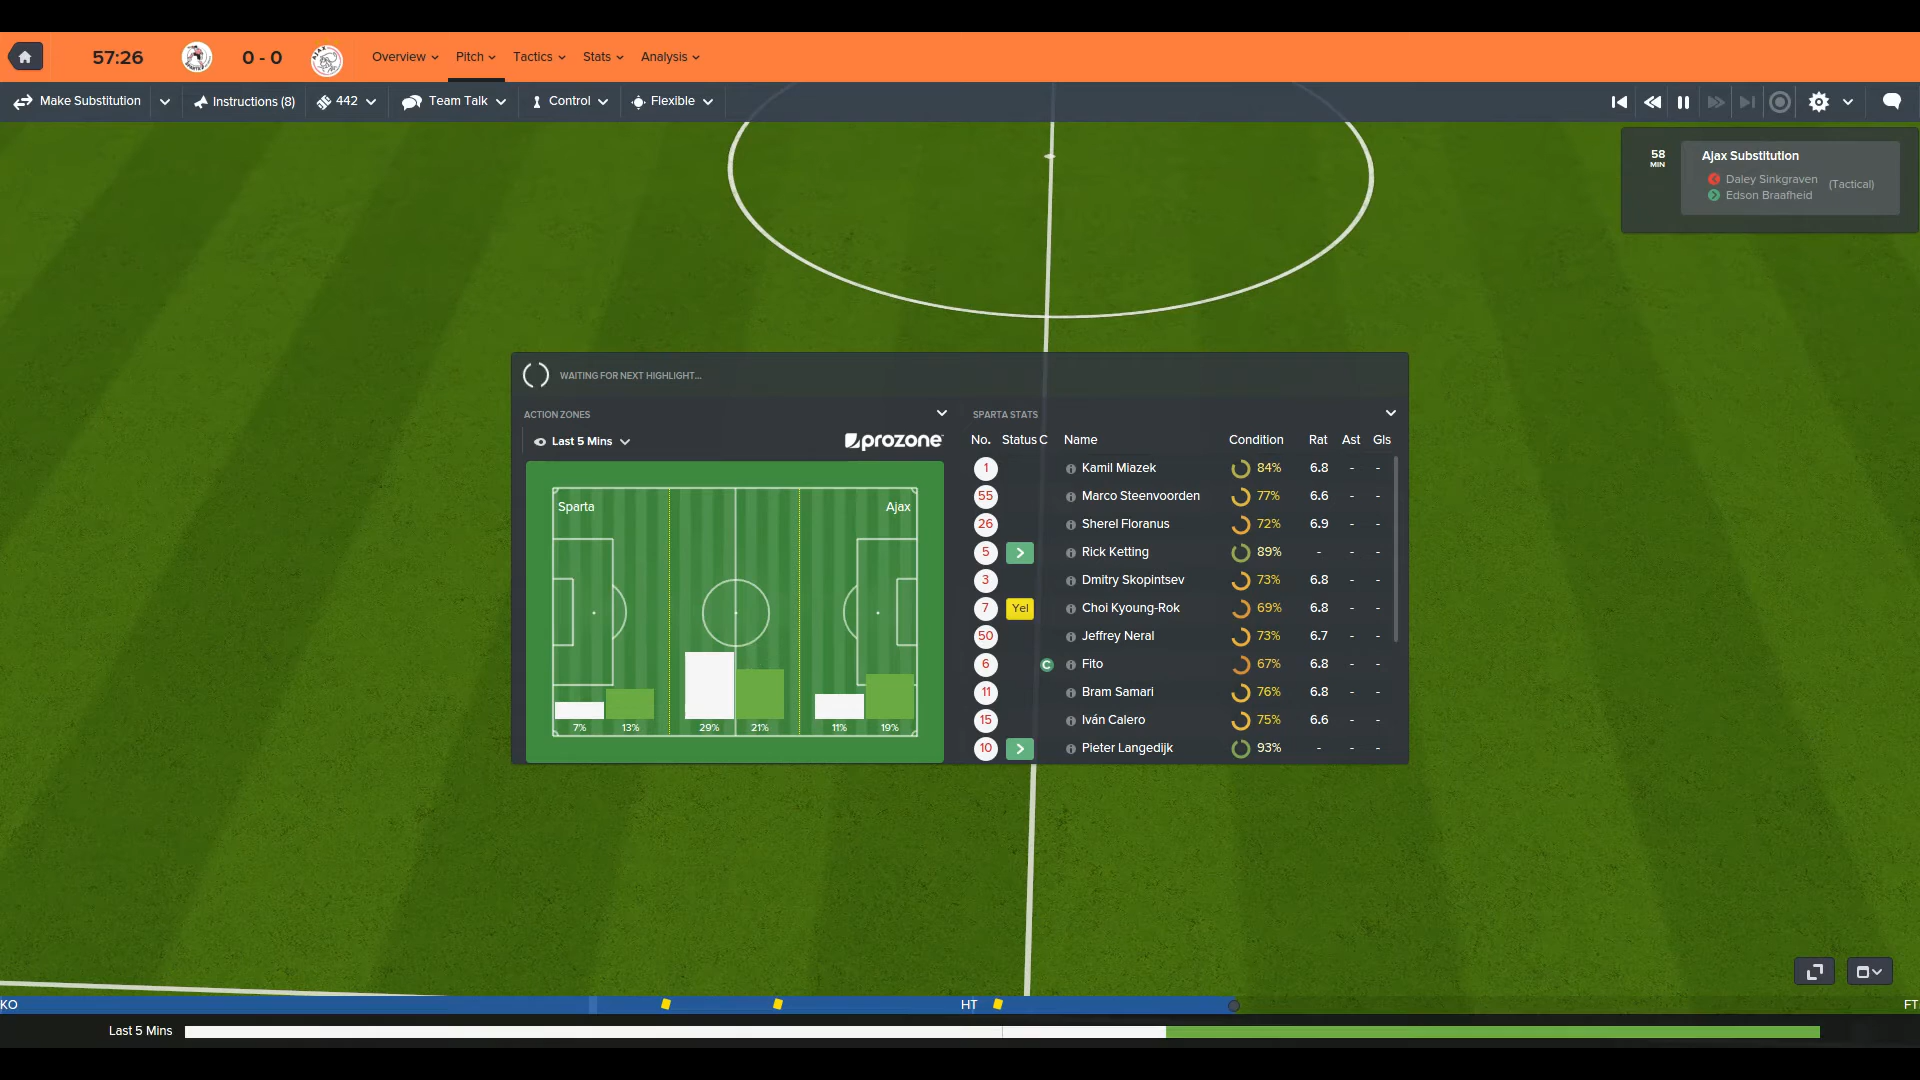 57:26
0 - 0
Overview
Pitch
Tactics
Stats
Analysis
Make Substitution
Instructions (8)
442
Team Talk
Control
Flexible
58
MIN
Ajax Substitution
Daley Sinkgraven
Edson Braafheid
(Tactical)
WAITING FOR NEXT HIGHLIGHT...
ACTION ZONES
Last 5 Mins
prozone
Sparta
Ajax
7% 13% 29% 21% 11% 19%
SPARTA STATS
No. Status C Name Condition Rat Ast Gls
1 Kamil Miazek 84% 6.8 - -
55 Marco Steenvoorden 77% 6.6 - -
26 Sherel Floranus 72% 6.9 - -
5 Rick Ketting 89% - - -
3 Dmitry Skopintsev 73% 6.8 - -
7 Yel Choi Kyoung-Rok 69% 6.8 - -
50 Jeffrey Neral 73% 6.7 - -
6 C Fito 67% 6.8 - -
11 Bram Samari 76% 6.8 - -
15 Iván Calero 75% 6.6 - -
10 Pieter Langedijk 93% - - -
KO
HT
FT
Last 5 Mins